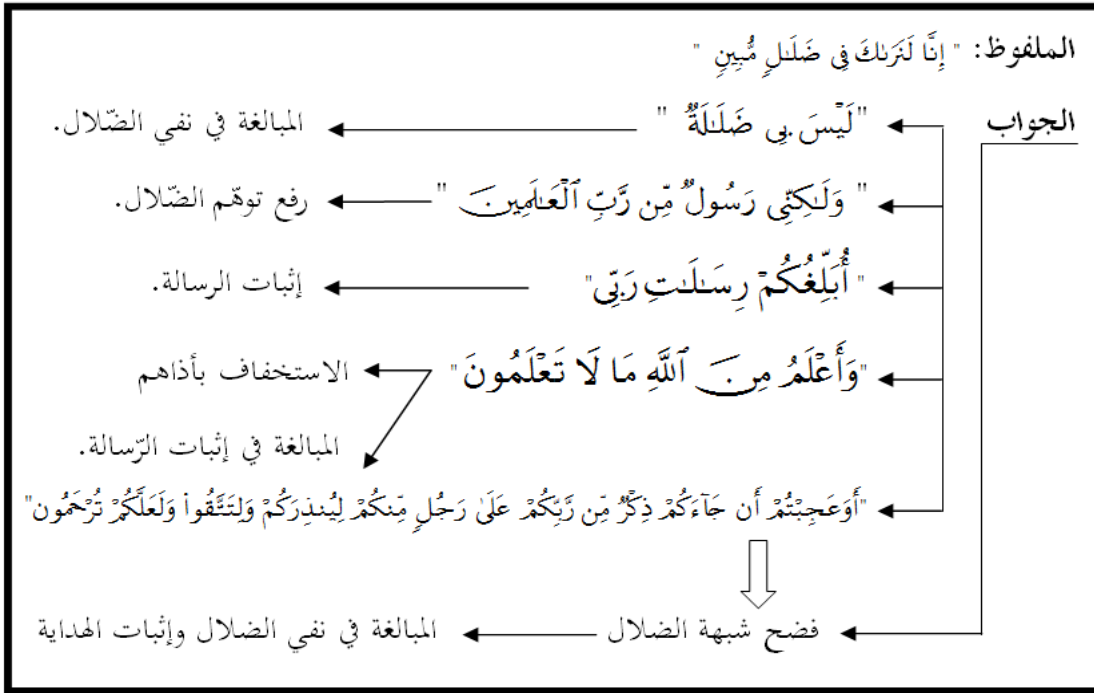 الملفوظ: " إِنَّا لَنَرَىٰكَ فِى ضَلَـٰلٍ مُّبِينٍ "
الجواب "لَيْسَ بِى ضَلَـٰلَةٌ " المبالغة في نفي الضّلال.
" وَلَـٰكِنِّى رَسُولٌ مِّن رَّبِّ ٱلْعَـٰلَمِينَ " رفع توهّم الضّلال.
" أُبَلِّغُكُمْ رِسَـٰلَـٰتِ رَبِّى" إثبات الرسالة.
"وَأَعْلَمُ مِنَ ٱللَّهِ مَا لَا تَعْلَمُونَ" الاستخفاف بأذاهم
المبالغة في إثبات الرّسالة.
"أَوَعَجِبْتُمْ أَن جَآءَكُمْ ذِكْرٌ مِّن رَّبِّكُمْ عَلَىٰ رَجُلٍ مِّنكُمْ لِيُنذِرَكُمْ وَلِتَتَّقُوا۟ وَلَعَلَّكُمْ تُرْحَمُون"
فضح شبهة الضلال المبالغة في نفي الضلال وإثبات الهداية